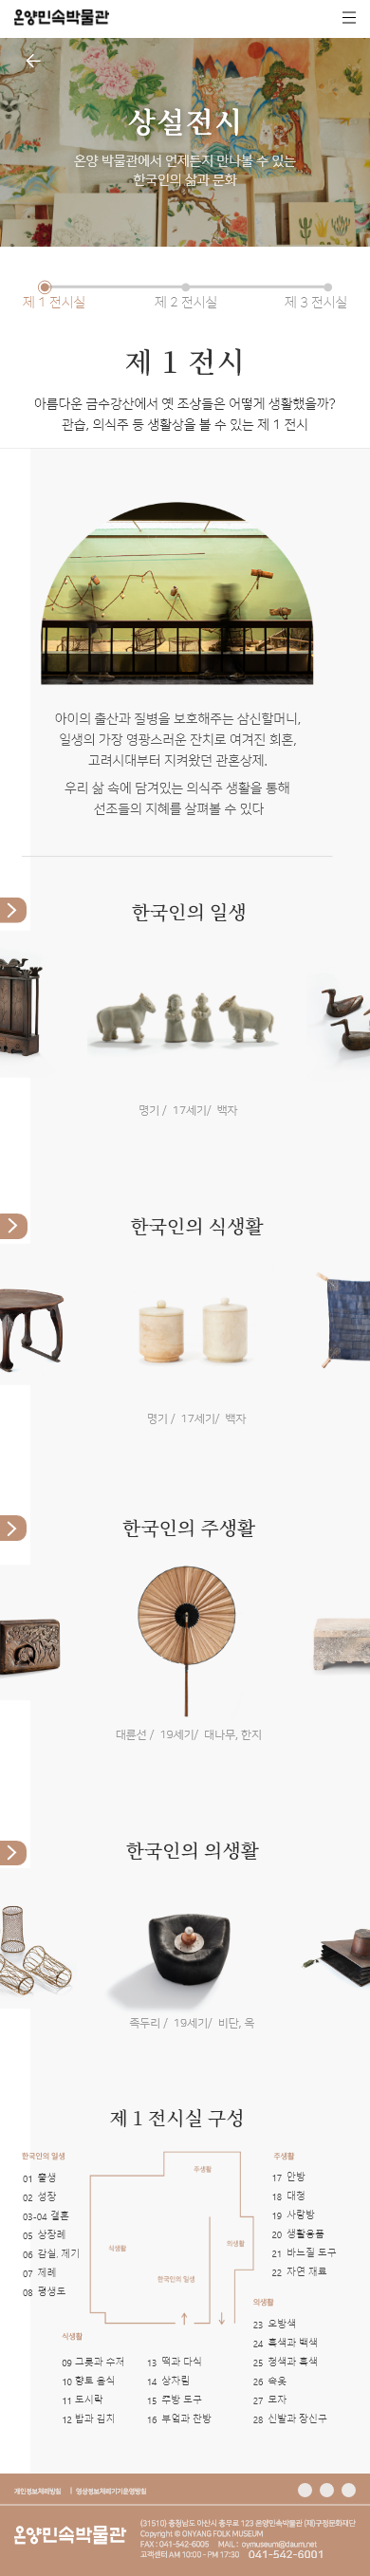 온양민속박물관
상설전시
온양 박물관에서 언제든지 만나볼 수 있는
한국인의 삶과 문화
제 1 전시실
제 2 전시실
제 3 전시실
제 1 전시
아름다운 금수강산에서 옛 조상들은 어떻게 생활했을까?
관습, 의식주 등 생활상을 볼 수 있는 제 1 전시
아이의 출산과 질병을 보호해주는 삼신할머니,
일생의 가장 영광스러운 잔치로 여겨진 회혼,
고려시대부터 지켜왔던 관혼상제.
우리 삶 속에 담겨있는 의식주 생활을 통해
선조들의 지혜를 살펴볼 수 있다
한국인의 일생
명기 / 17세기/ 백자
한국인의 식생활
명기 / 17세기/ 백자
한국인의 주생활
대륜선 / 19세기/ 대나무, 한지
한국인의 의생활
족두리 / 19세기/ 비단, 옥
제 1 전시실 구성
한국인의 일생
01 출생
02 성장
03-04 결혼
05 상장례
06 감실, 제기
07 제례
08 평생도
주생활
식생활
의생활
한국인의 일생
주생활
17 안방
18 대청
19 사랑방
20 생활용품
21 바느질 도구
22 자연 재료
식생활
09 그릇과 수저
10 향토 음식
11 도시락
12 밥과 김치
13 떡과 다식
14 상차림
15 주방 도구
16 부엌과 찬방
의생활
23 오방색
24 흑색과 백색
25 청색과 흑색
26 속옷
27 모자
28 신발과 장신구
개인정보처리방침 | 영상정보처리기기운영방침
온양민속박물관
(31510) 충청남도 아산시 충무로 123 온양민속박물관 (재)구정문화재단
Copyright © ONYANG FOLK MUSEUM
FAX : 041-542-6005 MAIL : oymuseum@daum.net
고객센터 AM 10:00 - PM 17:30 041-542-6001